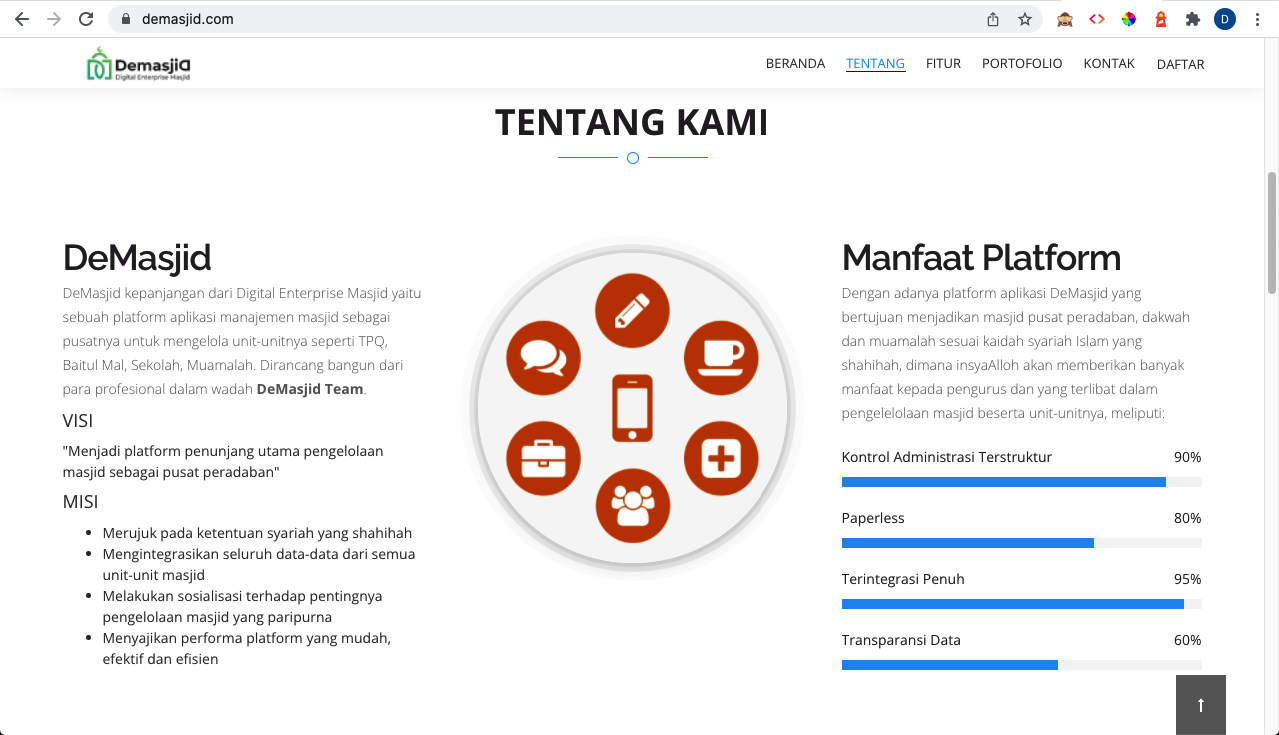 demasjid.com
D
DemasjiD
Digital Enterprise Masjid
BERANDA
TENTANG
FITUR
PORTOFOLIO
KONTAK
DAFTAR
TENTANG KAMI
DeMasjid
DeMasjid kepanjangan dari Digital Enterprise Masjid yaitu
sebuah platform aplikasi manajemen masjid sebagai
pusatnya untuk mengelola unit-unitnya seperti TPQ,
Baitul Mal, Sekolah, Muamalah. Dirancang bangun dari
para profesional dalam wadah DeMasjid Team.
VISI
"Menjadi platform penunjang utama pengelolaan
masjid sebagai pusat peradaban"
MISI
• Merujuk pada ketentuan syariah yang shahihah
• Mengintegrasikan seluruh data-data dari semua
unit-unit masjid
• Melakukan sosialisasi terhadap pentingnya
pengelolaan masjid yang paripurna
• Menyajikan performa platform yang mudah,
efektif dan efisien
Manfaat Platform
Dengan adanya platform aplikasi DeMasjid yang
bertujuan menjadikan masjid pusat peradaban, dakwah
dan muamalah sesuai kaidah syariah Islam yang
shahihah, dimana insyaAlloh akan memberikan banyak
manfaat kepada pengurus dan yang terlibat dalam
pengelelolaan masjid beserta unit-unitnya, meliputi:
Kontrol Administrasi Terstruktur 90%
Paperless 80%
Terintegrasi Penuh 95%
Transparansi Data 60%